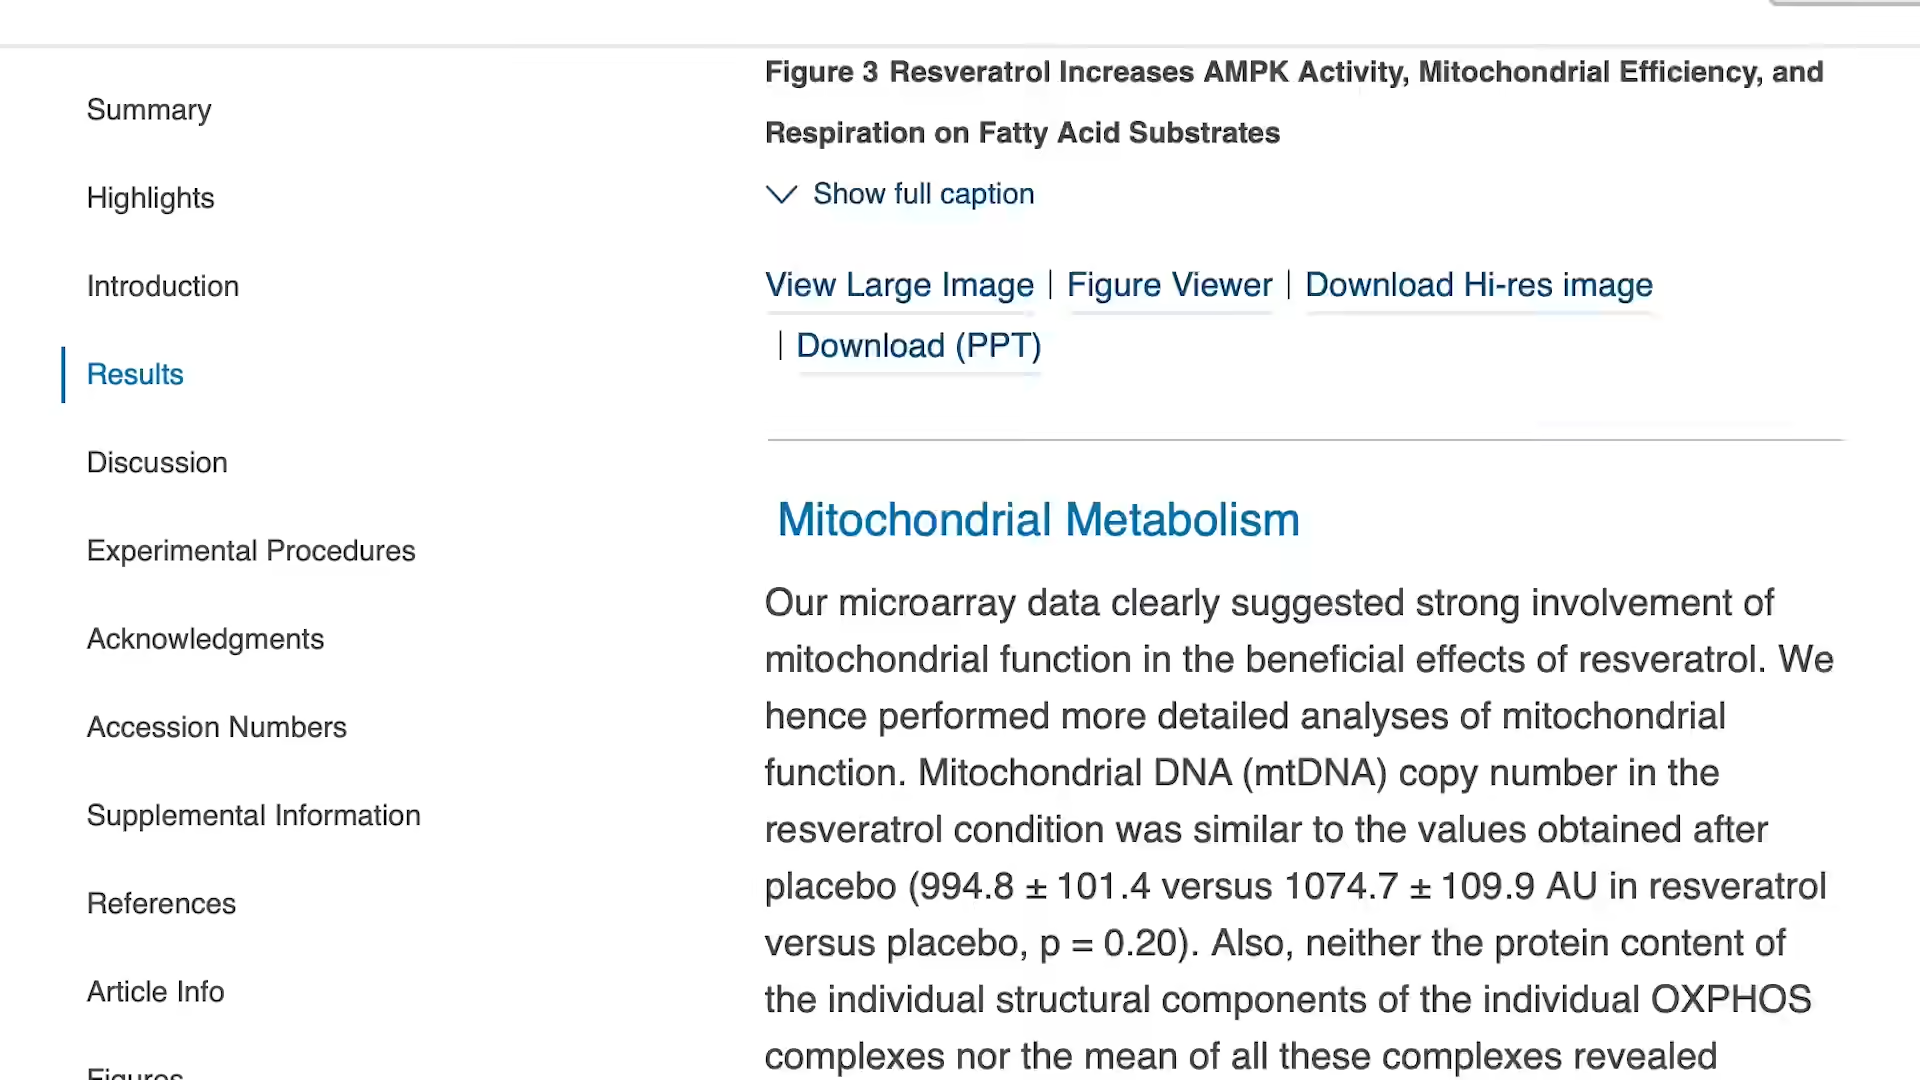 Summary
Highlights
Introduction
Results
Discussion
Experimental Procedures
Acknowledgments
Accession Numbers
Supplemental Information
References
Article Info
Figures
Figure 3 Resveratrol Increases AMPK Activity, Mitochondrial Efficiency, and
Respiration on Fatty Acid Substrates
Show full caption
View Large Image | Figure Viewer | Download Hi-res image
| Download (PPT)
Mitochondrial Metabolism
Our microarray data clearly suggested strong involvement of
mitochondrial function in the beneficial effects of resveratrol. We
hence performed more detailed analyses of mitochondrial
function. Mitochondrial DNA (mtDNA) copy number in the
resveratrol condition was similar to the values obtained after
placebo (994.8 ± 101.4 versus 1074.7 ± 109.9 AU in resveratrol
versus placebo, p = 0.20). Also, neither the protein content of
the individual structural components of the individual OXPHOS
complexes nor the mean of all these complexes revealed